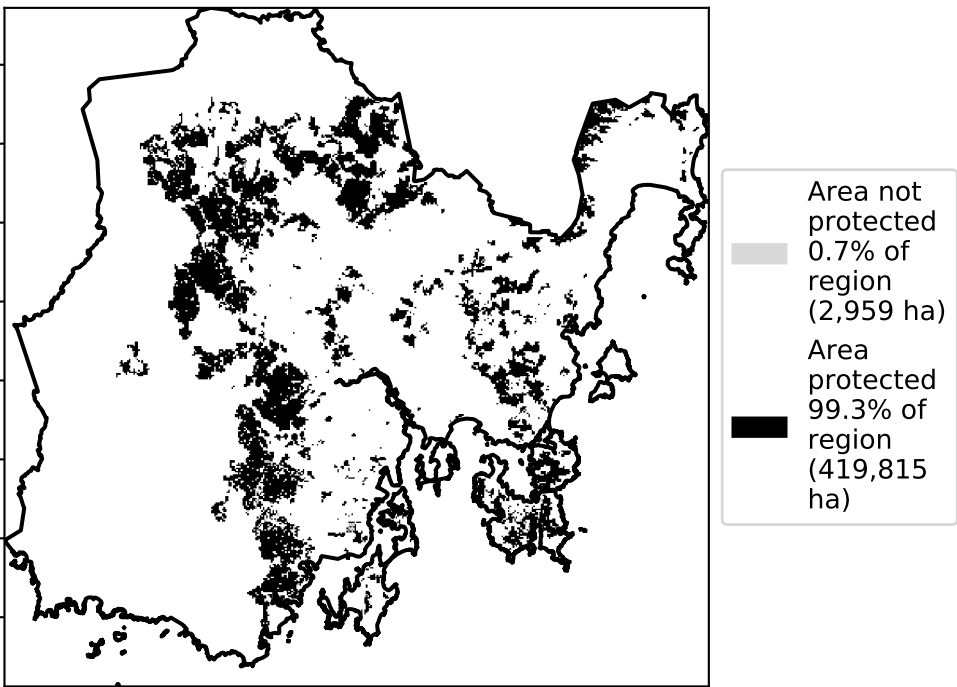 Area not
protected
0.7% of
region
(2,959 ha)
Area
protected
99.3% of
region
(419,815
ha)